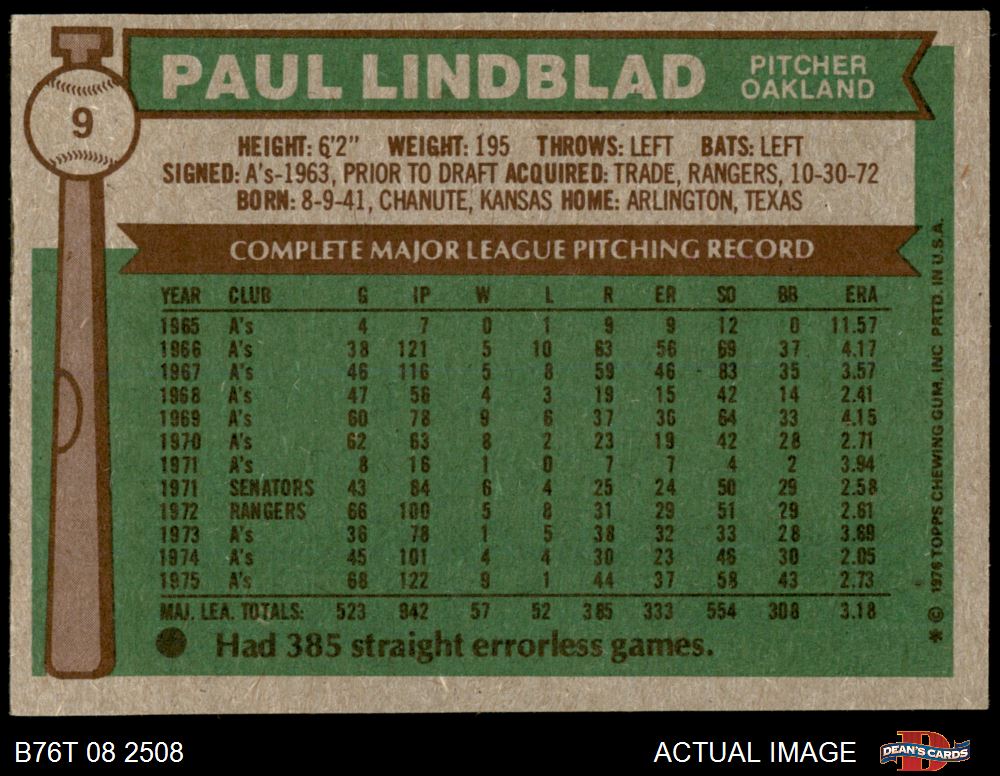 9
PAUL LINDBLAD
PITCHER
OAKLAND
HEIGHT: 6'2" WEIGHT: 195 THROWS: LEFT BATS: LEFT
SIGNED: A's-1963, PRIOR TO DRAFT ACQUIRED: TRADE, RANGERS, 10-30-72
BORN: 8-9-41, CHANUTE, KANSAS HOME: ARLINGTON, TEXAS
COMPLETE MAJOR LEAGUE PITCHING RECORD
YEAR CLUB G IP W L R ER SO BB ERA
1965 A's 4 7 0 1 9 9 12 0 11.57
1966 A's 38 121 5 10 63 56 69 37 4.17
1967 A's 46 116 5 8 59 46 83 35 3.57
1968 A's 47 56 4 3 19 15 42 14 2.41
1969 A's 60 78 9 6 37 36 64 33 4.15
1970 A's 62 63 8 2 23 19 42 28 2.71
1971 A's 8 16 1 0 7 7 4 2 3.94
1971 SENATORS 43 84 6 4 25 24 50 29 2.58
1972 RANGERS 66 100 5 8 31 29 51 29 2.61
1973 A's 36 78 1 5 38 32 33 28 3.69
1974 A's 45 101 4 4 30 23 46 30 2.05
1975 A's 68 122 9 1 44 37 58 43 2.73
MAJ. LEA. TOTALS: 523 942 57 52 385 333 554 308 3.18
Had 385 straight errorless games.
* © 1976 TOPPS CHEWING GUM, INC PRTD. IN U.S.A.
B76T 08 2508
ACTUAL IMAGE
D
DEAN'S CARDS